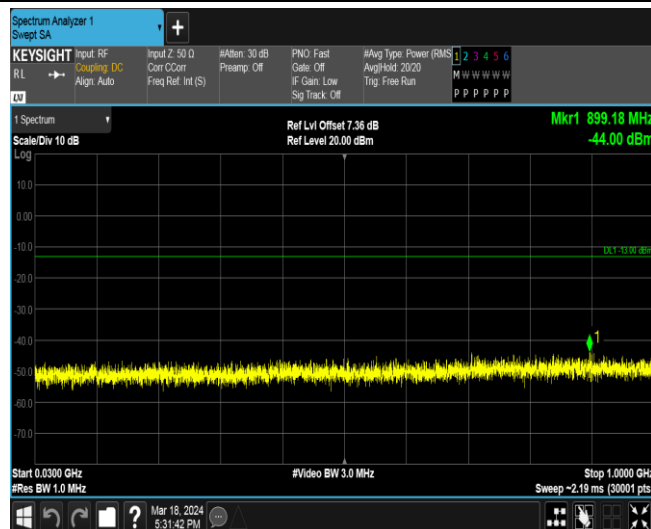 Spectrum Analyzer 1
Swept SA
+
KEYSIGHT
RL
LXI
Input: RF
Coupling: DC
Align: Auto
Input Z: 50 Ω
Corr CCorr
Freq Ref: Int (S)
#Atten: 30 dB
Preamp: Off
PNO: Fast
Gate: Off
IF Gain: Low
Sig Track: Off
#Avg Type: Power (RMS
Avg|Hold: 20/20
Trig: Free Run
1 2 3 4 5 6
M W W W W W
P P P P P P
1 Spectrum
Scale/Div 10 dB
Ref Lvl Offset 7.36 dB
Ref Level 20.00 dBm
Mkr1 899.18 MHz
-44.00 dBm
Log
10.0
0.00
-10.0
DL1 -13.00 dBm
-20.0
-30.0
-40.0
1
-50.0
-60.0
-70.0
Start 0.0300 GHz
#Video BW 3.0 MHz
Stop 1.0000 GHz
#Res BW 1.0 MHz
Sweep ~2.19 ms (30001 pts
?
Mar 18, 2024
5:31:42 PM